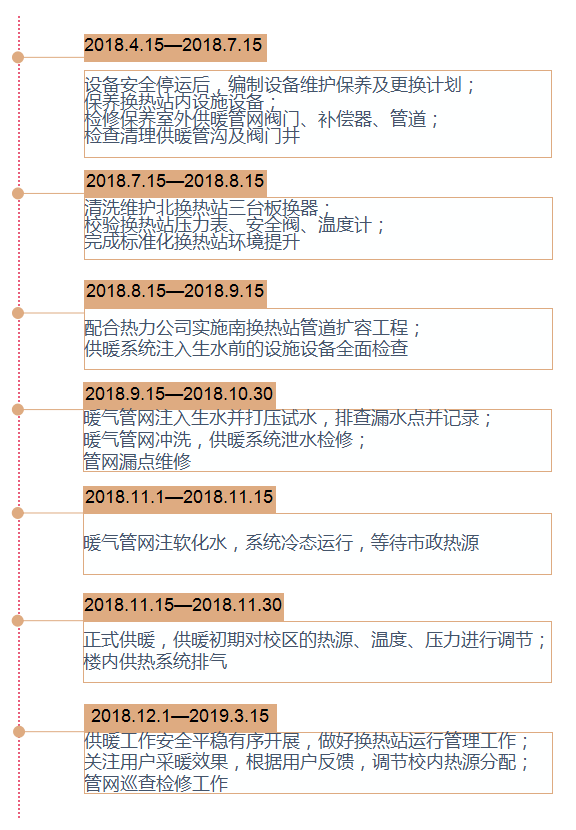 2018.4.15—2018.7.15
设备安全停运后，编制设备维护保养及更换计划；
保养换热站内设施设备；
检修保养室外供暖管网阀门、补偿器、管道；
检查清理供暖管沟及阀门井
2018.7.15—2018.8.15
清洗维护北换热站三台板换器；
校验换热站压力表、安全阀、温度计；
完成标准化换热站环境提升
2018.8.15—2018.9.15
配合热力公司实施南换热站管道扩容工程；
供暖系统注入生水前的设施设备全面检查
2018.9.15—2018.10.30
暖气管网注入生水并打压试水，排查漏水点并记录；
暖气管网冲洗，供暖系统泄水检修；
管网漏点维修
2018.11.1—2018.11.15
暖气管网注软化水，系统冷态运行，等待市政热源
2018.11.15—2018.11.30
正式供暖，供暖初期对校区的热源、温度、压力进行调节；
楼内供热系统排气
2018.12.1—2019.3.15
供暖工作安全平稳有序开展，做好换热站运行管理工作；
关注用户采暖效果，根据用户反馈，调节校内热源分配；
管网巡查检修工作